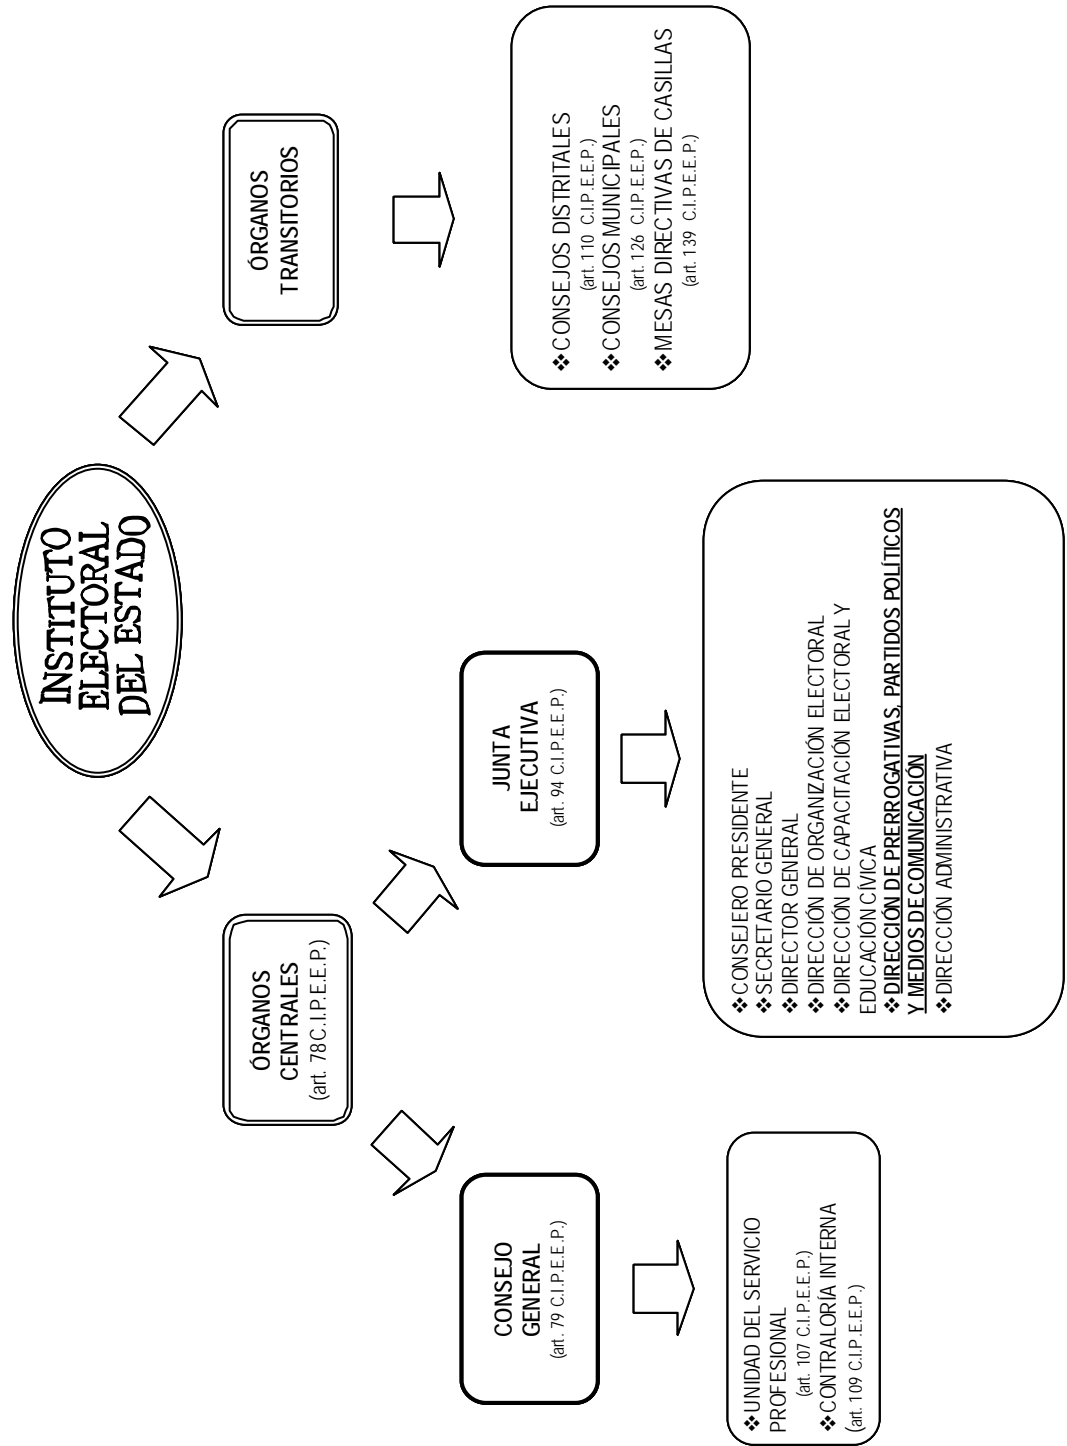 INSTITUTO
ELECTORAL
DEL ESTADO
ÓRGANOS
CENTRALES
(art. 78 C.I.P.E.E.P.)
ÓRGANOS
TRANSITORIOS
CONSEJO
GENERAL
(art. 79 C.I.P.E.E.P.)
JUNTA
EJECUTIVA
(art. 94 C.I.P.E.E.P.)
❖UNIDAD DEL SERVICIO
PROFESIONAL
(art. 107 C.I.P.E.E.P.)
❖CONTRALORÍA INTERNA
(art. 109 C.I.P.E.E.P.)
❖CONSEJERO PRESIDENTE
❖SECRETARIO GENERAL
❖DIRECTOR GENERAL
❖DIRECCIÓN DE ORGANIZACIÓN ELECTORAL
❖DIRECCIÓN DE CAPACITACIÓN ELECTORAL Y
EDUCACIÓN CÍVICA
❖DIRECCIÓN DE PRERROGATIVAS, PARTIDOS POLÍTICOS
Y MEDIOS DE COMUNICACIÓN
❖DIRECCIÓN ADMINISTRATIVA
❖CONSEJOS DISTRITALES
(art. 110 C.I.P.E.E.P.)
❖CONSEJOS MUNICIPALES
(art. 126 C.I.P.E.E.P.)
❖MESAS DIRECTIVAS DE CASILLAS
(art. 139 C.I.P.E.E.P.)